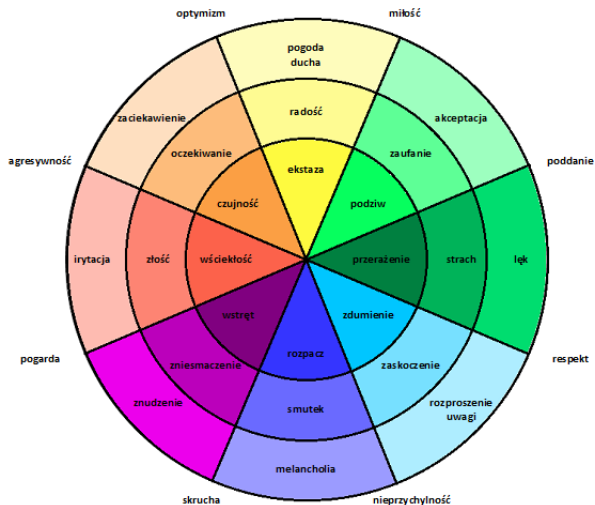 optymizm
miłość
pogoda
ducha
zaciekawienie
radość
akceptacja
oczekiwanie
zaufanie
agresywność
poddanie
ekstaza
czujność
podziw
irytacja
złość
wściekłość
przerażenie
strach
lęk
wstręt
zdumienie
pogarda
respekt
rozpacz
zniesmaczenie
zaskoczenie
znudzenie
smutek
rozproszenie
uwagi
melancholia
skrucha
nieprzychylność